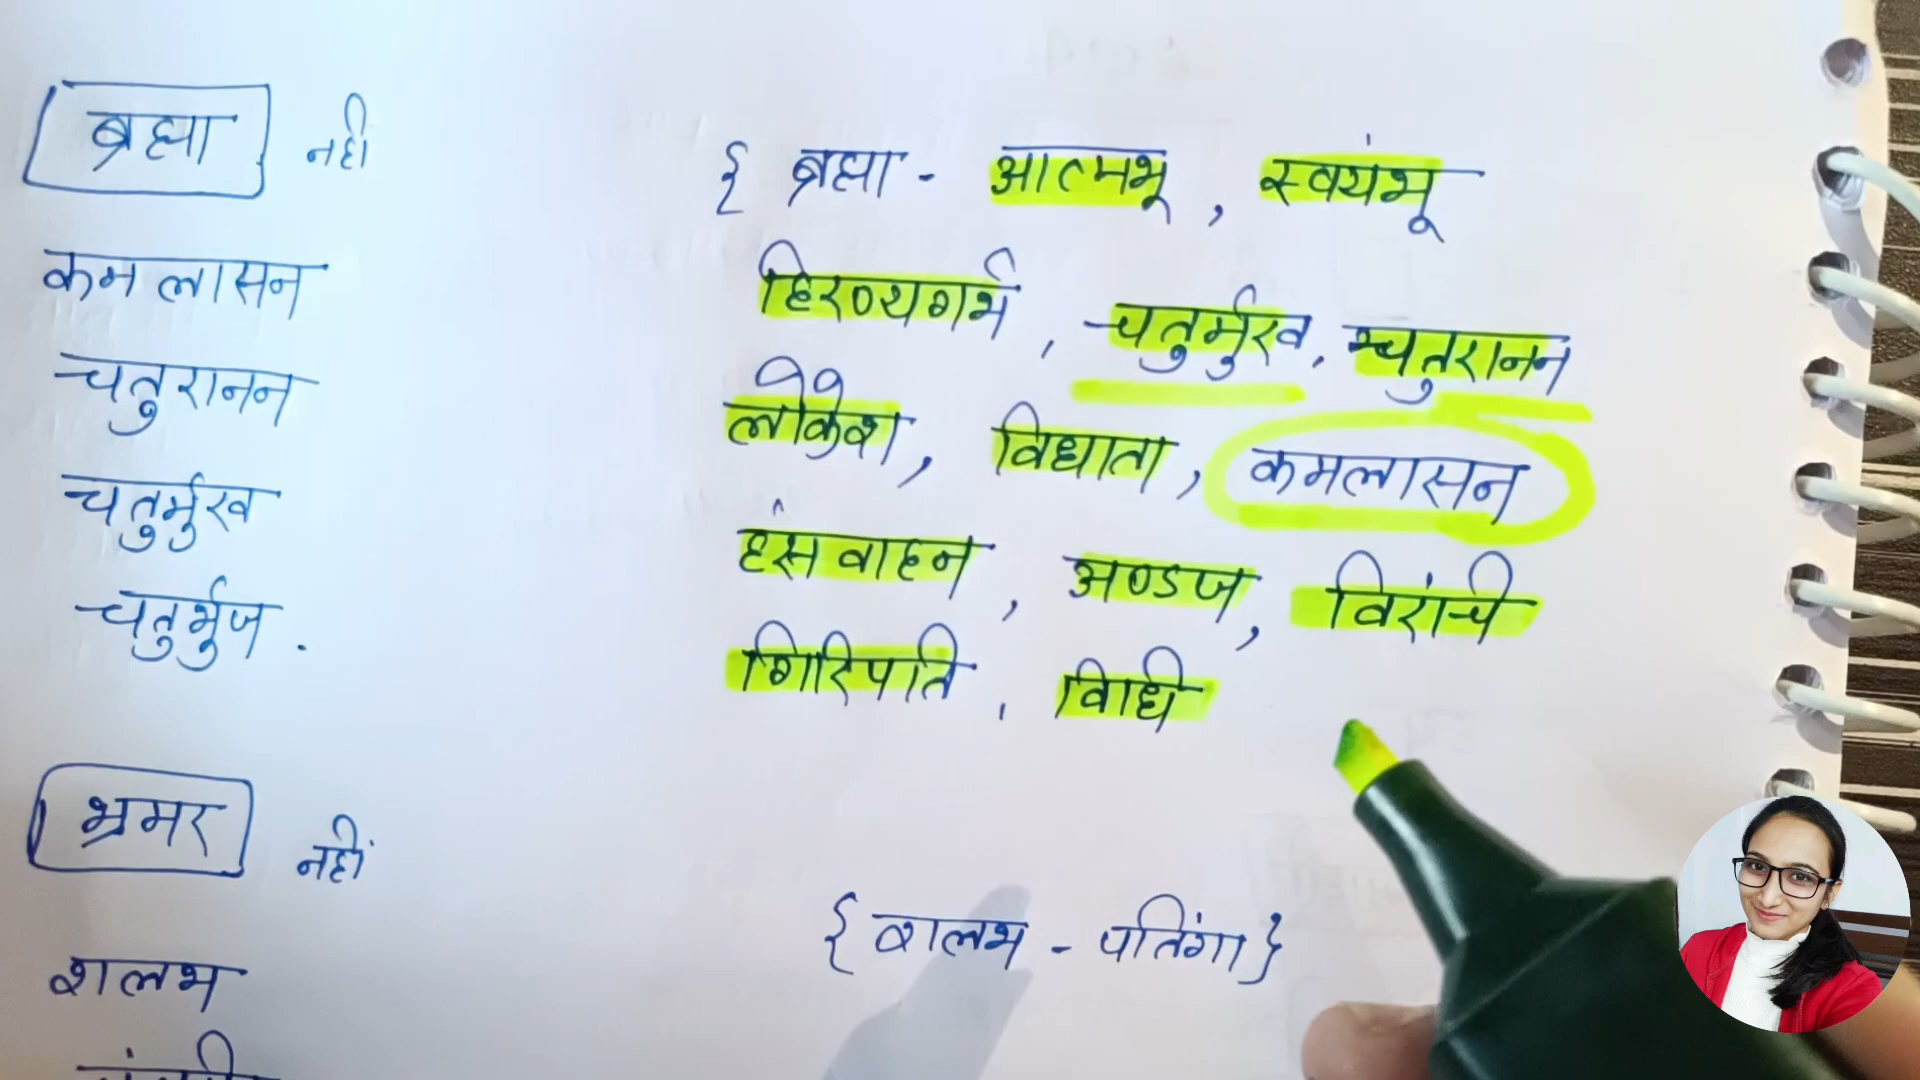 ब्रह्मा नही
कमलासन
चतुरानन
चतुर्मुख
चतुर्भुज .
{ ब्रह्मा - आत्मभू , स्वयंभू
हिरण्यगर्भ , चतुर्मुख , चतुरानन
लोकेश , विधाता , कमलासन
हंसवाहन , अण्डज , विरंचि
गिरिपति , विधि
भ्रमर नहीं
शलभ
{ शलभ - पतिंगा }